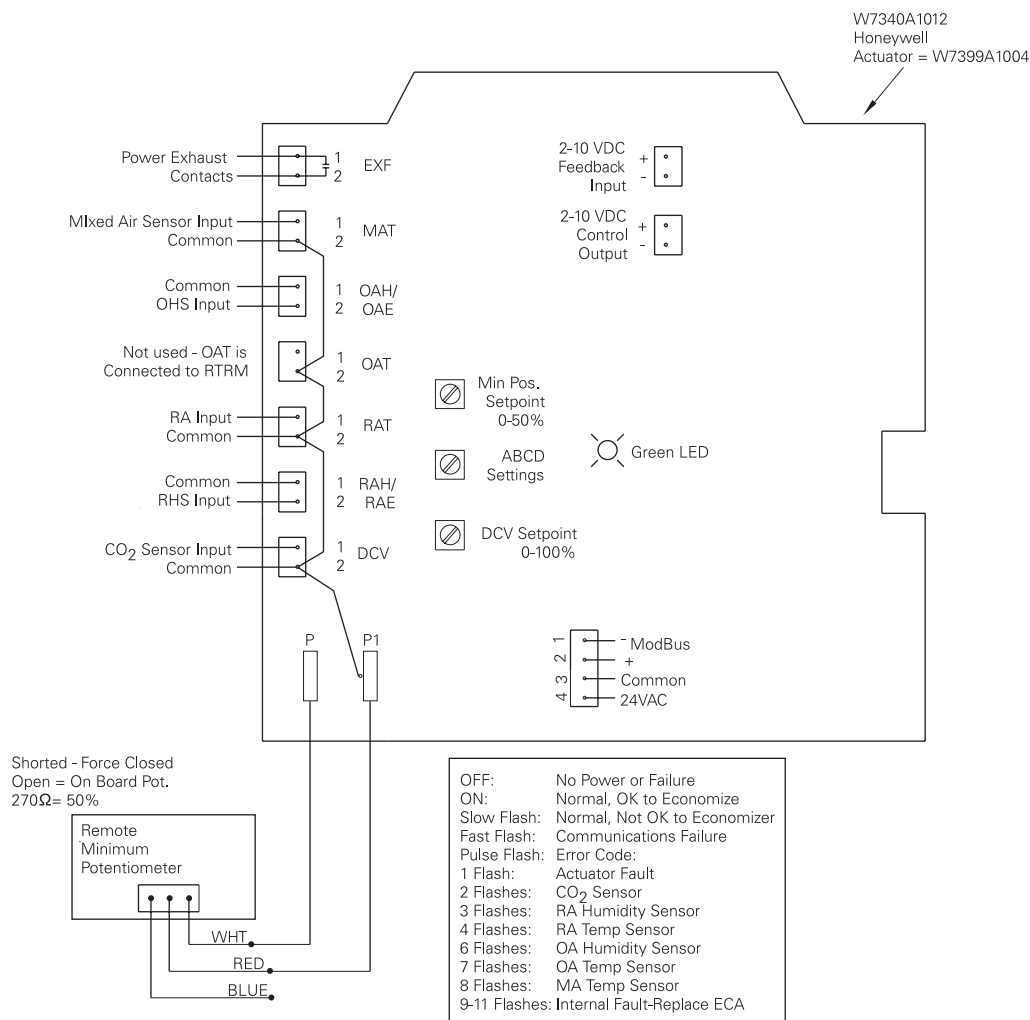 W7340A1012
Honeywell
Actuator = W7399A1004
Power Exhaust
Contacts
1
2
EXF
MIxed Air Sensor Input
Common
1
2
MAT
Common
OHS Input
1
2
OAH/
OAE
Not used - OAT is
Connected to RTRM
1
2
OAT
RA Input
Common
1
2
RAT
Common
RHS Input
1
2
RAH/
RAE
CO2 Sensor Input
Common
1
2
DCV
2-10 VDC
Feedback
Input
+
-
2-10 VDC
Control
Output
+
-
Min Pos.
Setpoint
0-50%
ABCD
Settings
DCV Setpoint
0-100%
Green LED
P
P1
1
2
3
4
- ModBus
+
Common
24VAC
Shorted - Force Closed
Open = On Board Pot.
270Ω= 50%
Remote
Minimum
Potentiometer
WHT
RED
BLUE
OFF: No Power or Failure
ON: Normal, OK to Economize
Slow Flash: Normal, Not OK to Economizer
Fast Flash: Communications Failure
Pulse Flash: Error Code:
1 Flash: Actuator Fault
2 Flashes: CO2 Sensor
3 Flashes: RA Humidity Sensor
4 Flashes: RA Temp Sensor
6 Flashes: OA Humidity Sensor
7 Flashes: OA Temp Sensor
8 Flashes: MA Temp Sensor
9-11 Flashes: Internal Fault-Replace ECA